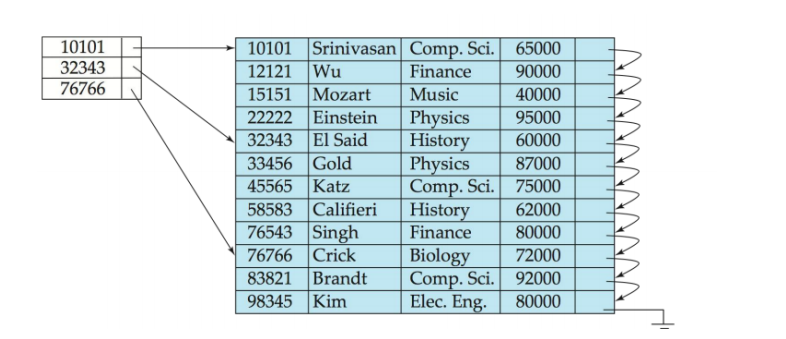 10101
32343
76766
10101 Srinivasan Comp. Sci. 65000
12121 Wu Finance 90000
15151 Mozart Music 40000
22222 Einstein Physics 95000
32343 El Said History 60000
33456 Gold Physics 87000
45565 Katz Comp. Sci. 75000
58583 Califieri History 62000
76543 Singh Finance 80000
76766 Crick Biology 72000
83821 Brandt Comp. Sci. 92000
98345 Kim Elec. Eng. 80000